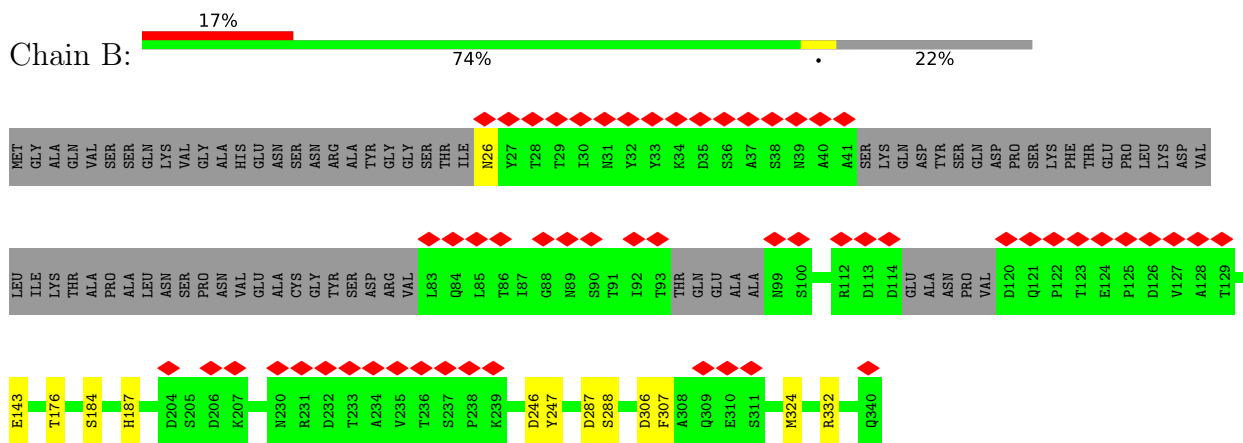 17%
Chain B:
74% • 22%
MET GLY ALA GLN VAL SER SER GLN LYS VAL GLY ALA HIS GLU ASN SER ASN ARG ALA TYR GLY GLY SER THR ILE N26 Y27 T28 T29 I30 N31 Y32 Y33 K34 D35 S36 A37 S38 N39 A40 A41 SER LYS GLN ASP TYR SER GLN ASP PRO SER LYS PHE THR GLU PRO LEU LYS ASP VAL
LEU ILE LYS THR ALA PRO ALA LEU ASN SER PRO ASN VAL GLU ALA CYS GLY TYR SER ASP ARG VAL L83 Q84 L85 T86 I87 G88 N89 S90 T91 I92 T93 THR GLN GLU ALA ALA N99 S100 R112 D113 D114 GLU ALA ASN PRO VAL D120 Q121 P122 T123 E124 P125 D126 V127 A128 T129
E143 T176 S184 H187 D204 S205 D206 K207 N230 R231 D232 T233 A234 V235 T236 S237 P238 K239 D246 Y247 D287 S288 D306 F307 A308 Q309 E310 S311 M324 R332 Q340